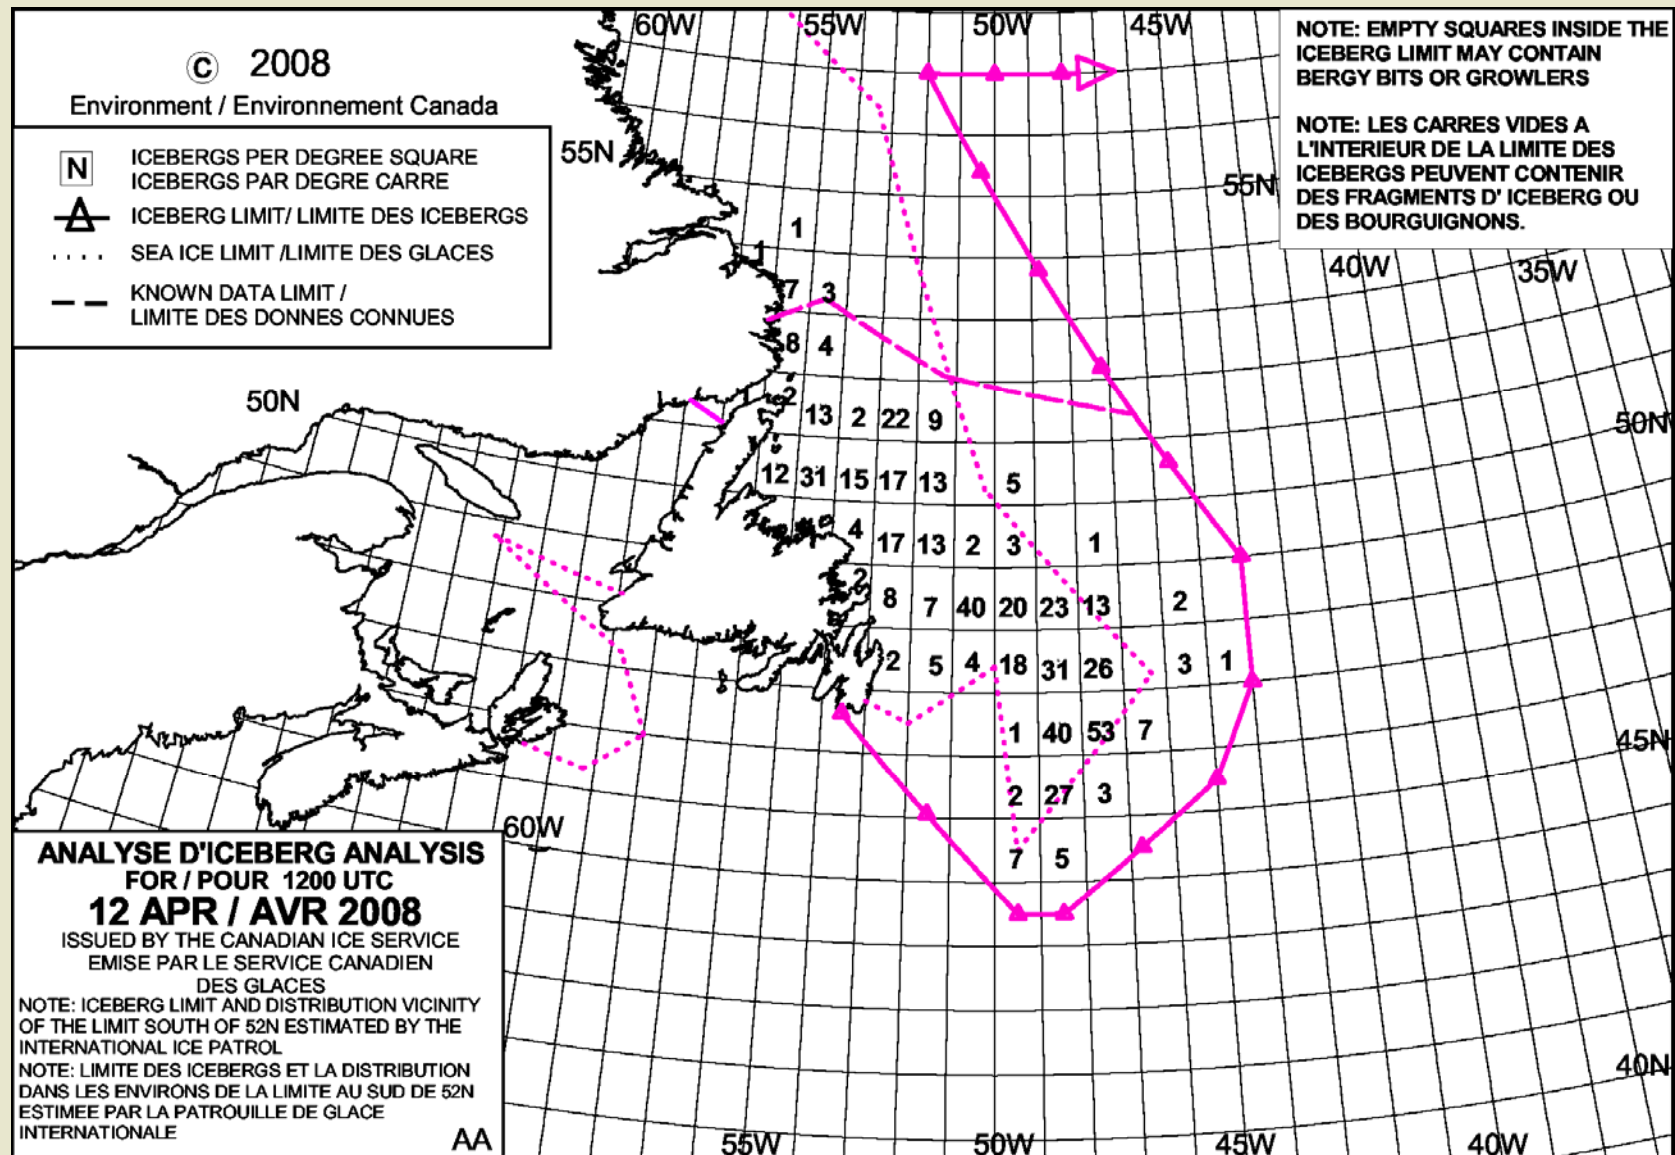 60W 55W 50W 45W
© 2008
Environment / Environnement Canada
N ICEBERGS PER DEGREE SQUARE
ICEBERGS PAR DEGRE CARRE
ICEBERG LIMIT/ LIMITE DES ICEBERGS
SEA ICE LIMIT /LIMITE DES GLACES
KNOWN DATA LIMIT /
LIMITE DES DONNES CONNUES
NOTE: EMPTY SQUARES INSIDE THE
ICEBERG LIMIT MAY CONTAIN
BERGY BITS OR GROWLERS
NOTE: LES CARRES VIDES A
L'INTERIEUR DE LA LIMITE DES
ICEBERGS PEUVENT CONTENIR
DES FRAGMENTS D' ICEBERG OU
DES BOURGUIGNONS.
55N 55N
40W 35W
1
1
7 3
8 4
50N 1 2
13 2 22 9 50N
12 31 15 17 13 5
4 17 13 2 3 1
2 8 7 40 20 23 13 2
2 5 4 18 31 26 3 1
1 40 53 7 45N
2 27 3
60W
7 5
ANALYSE D'ICEBERG ANALYSIS
FOR / POUR 1200 UTC
12 APR / AVR 2008
ISSUED BY THE CANADIAN ICE SERVICE
EMISE PAR LE SERVICE CANADIEN
DES GLACES
NOTE: ICEBERG LIMIT AND DISTRIBUTION VICINITY
OF THE LIMIT SOUTH OF 52N ESTIMATED BY THE
INTERNATIONAL ICE PATROL
NOTE: LIMITE DES ICEBERGS ET LA DISTRIBUTION
DANS LES ENVIRONS DE LA LIMITE AU SUD DE 52N
ESTIMEE PAR LA PATROUILLE DE GLACE
INTERNATIONALE
AA
40N
55W 50W 45W 40W